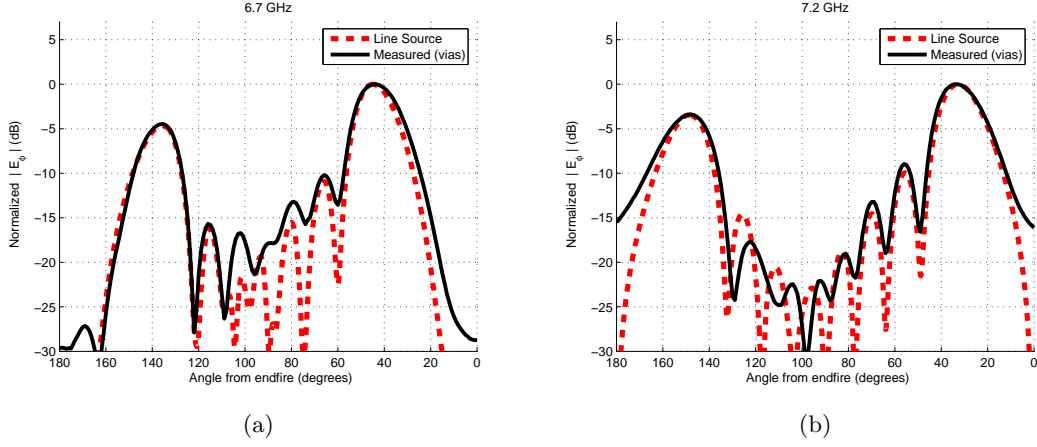 6.7 GHz
Line Source
Measured (vias)
Normalized | E_ϕ | (dB)
5
0
−5
−10
−15
−20
−25
−30
180 160 140 120 100 80 60 40 20 0
Angle from endfire (degrees)
(a)
7.2 GHz
Line Source
Measured (vias)
Normalized | E_ϕ | (dB)
5
0
−5
−10
−15
−20
−25
−30
180 160 140 120 100 80 60 40 20 0
Angle from endfire (degrees)
(b)